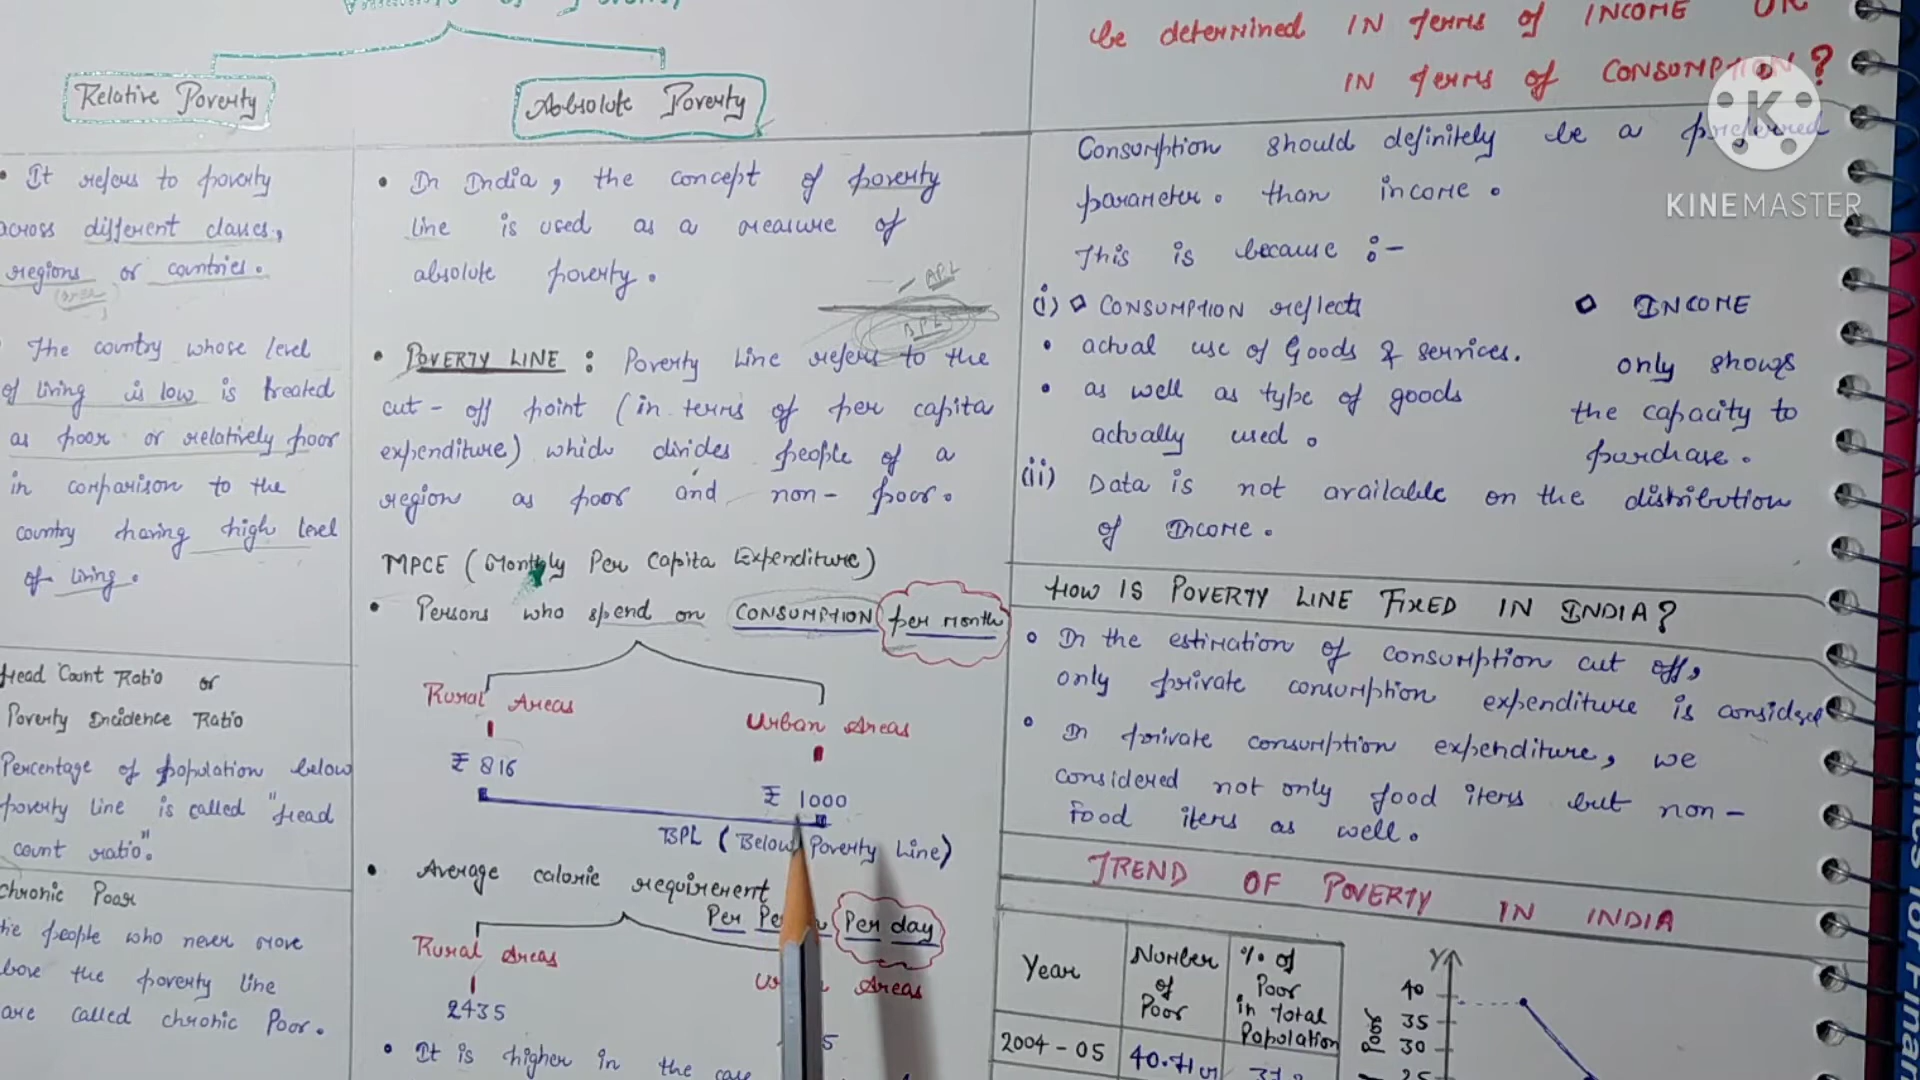 Relative Poverty
Absolute Poverty
It refers to poverty
across different classes,
regions or countries.
The country whose level
of living is low is treated
as poor or relatively poor
in comparison to the
country having high level
of living.
Head Count Ratio or
Poverty Incidence Ratio
Percentage of population below
poverty line is called "Head
count ratio".
Chronic Poor
The people who never move
above the poverty line
are called chronic Poor.
• In India, the concept of poverty
line is used as a measure of
absolute poverty.
APL
BPL
• POVERTY LINE : Poverty Line refers to the
cut-off point (in terms of per capita
expenditure) which divides people of a
region as poor and non-poor.
MPCE (Monthly Per Capita Expenditure)
• Persons who spend on CONSUMPTION per month
Rural Areas
Urban Areas
₹ 816
₹ 1000
BPL (Below Poverty Line)
• Average calorie requirement
Per Per day
Rural Areas
Areas
2435
• It is higher in the case
be determined IN terms of INCOME OR
IN terms of CONSUMPTION?
Consumption should definitely be a preferred
parameter. than income.
This is because :-
(i) CONSUMPTION reflects
• actual use of Goods & services.
• as well as type of goods
actually used.
INCOME
only shows
the capacity to
purchase.
(ii) Data is not available on the distribution
of Income.
HOW IS POVERTY LINE FIXED IN INDIA?
In the estimation of consumption cut off,
only private consumption expenditure is considered
In private consumption expenditure, we
considered not only food items but non-
food items as well.
TREND OF POVERTY IN INDIA
Year
Number
of
Poor
% of
Poor
in total
Population
2004-05
Y
40
35
30
25
K
KINEMASTER